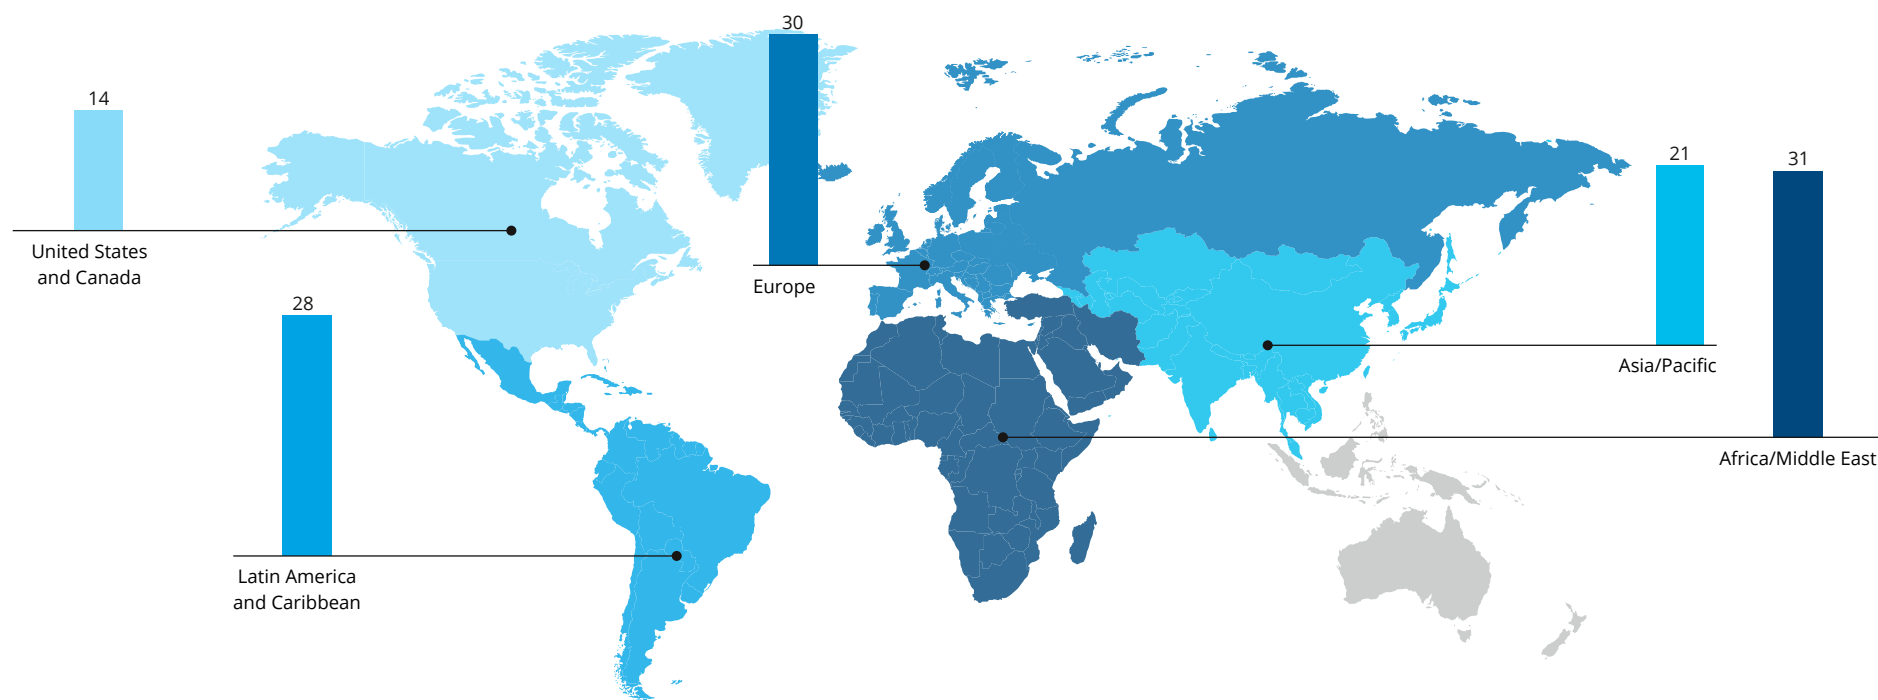 30
14
21
31
United States
and Canada
Europe
28
Asia/Pacific
Africa/Middle East
Latin America
and Caribbean